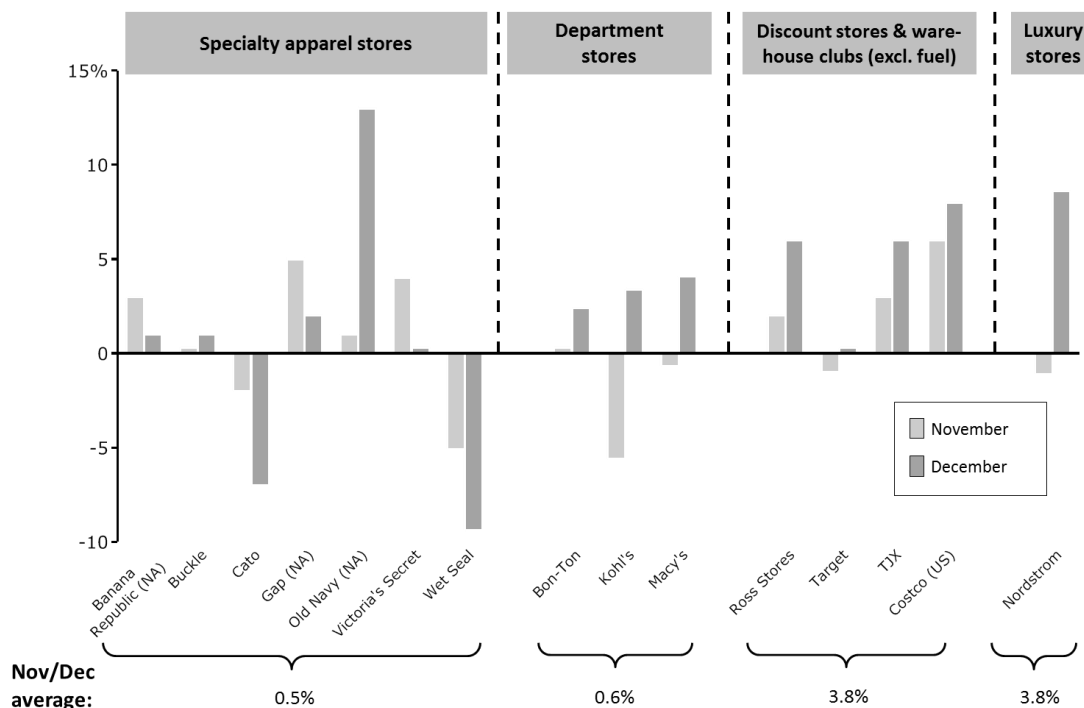 Specialty apparel stores
Department
stores
Discount stores & ware-
house clubs (excl. fuel)
Luxury
stores
15%
10
5
0
-5
-10
November
December
Banana
Republic (NA)
Buckle
Cato
Gap (NA)
Old Navy (NA)
Victoria's Secret
Wet Seal
Bon-Ton
Kohl's
Macy's
Ross Stores
Target
TJX
Costco (US)
Nordstrom
Nov/Dec
average:
0.5%
0.6%
3.8%
3.8%